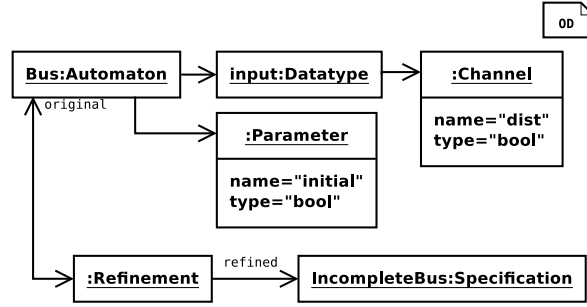 OD
Bus:Automaton
input:Datatype
:Channel
name="dist"
type="bool"
original
:Parameter
name="initial"
type="bool"
:Refinement
refined
IncompleteBus:Specification